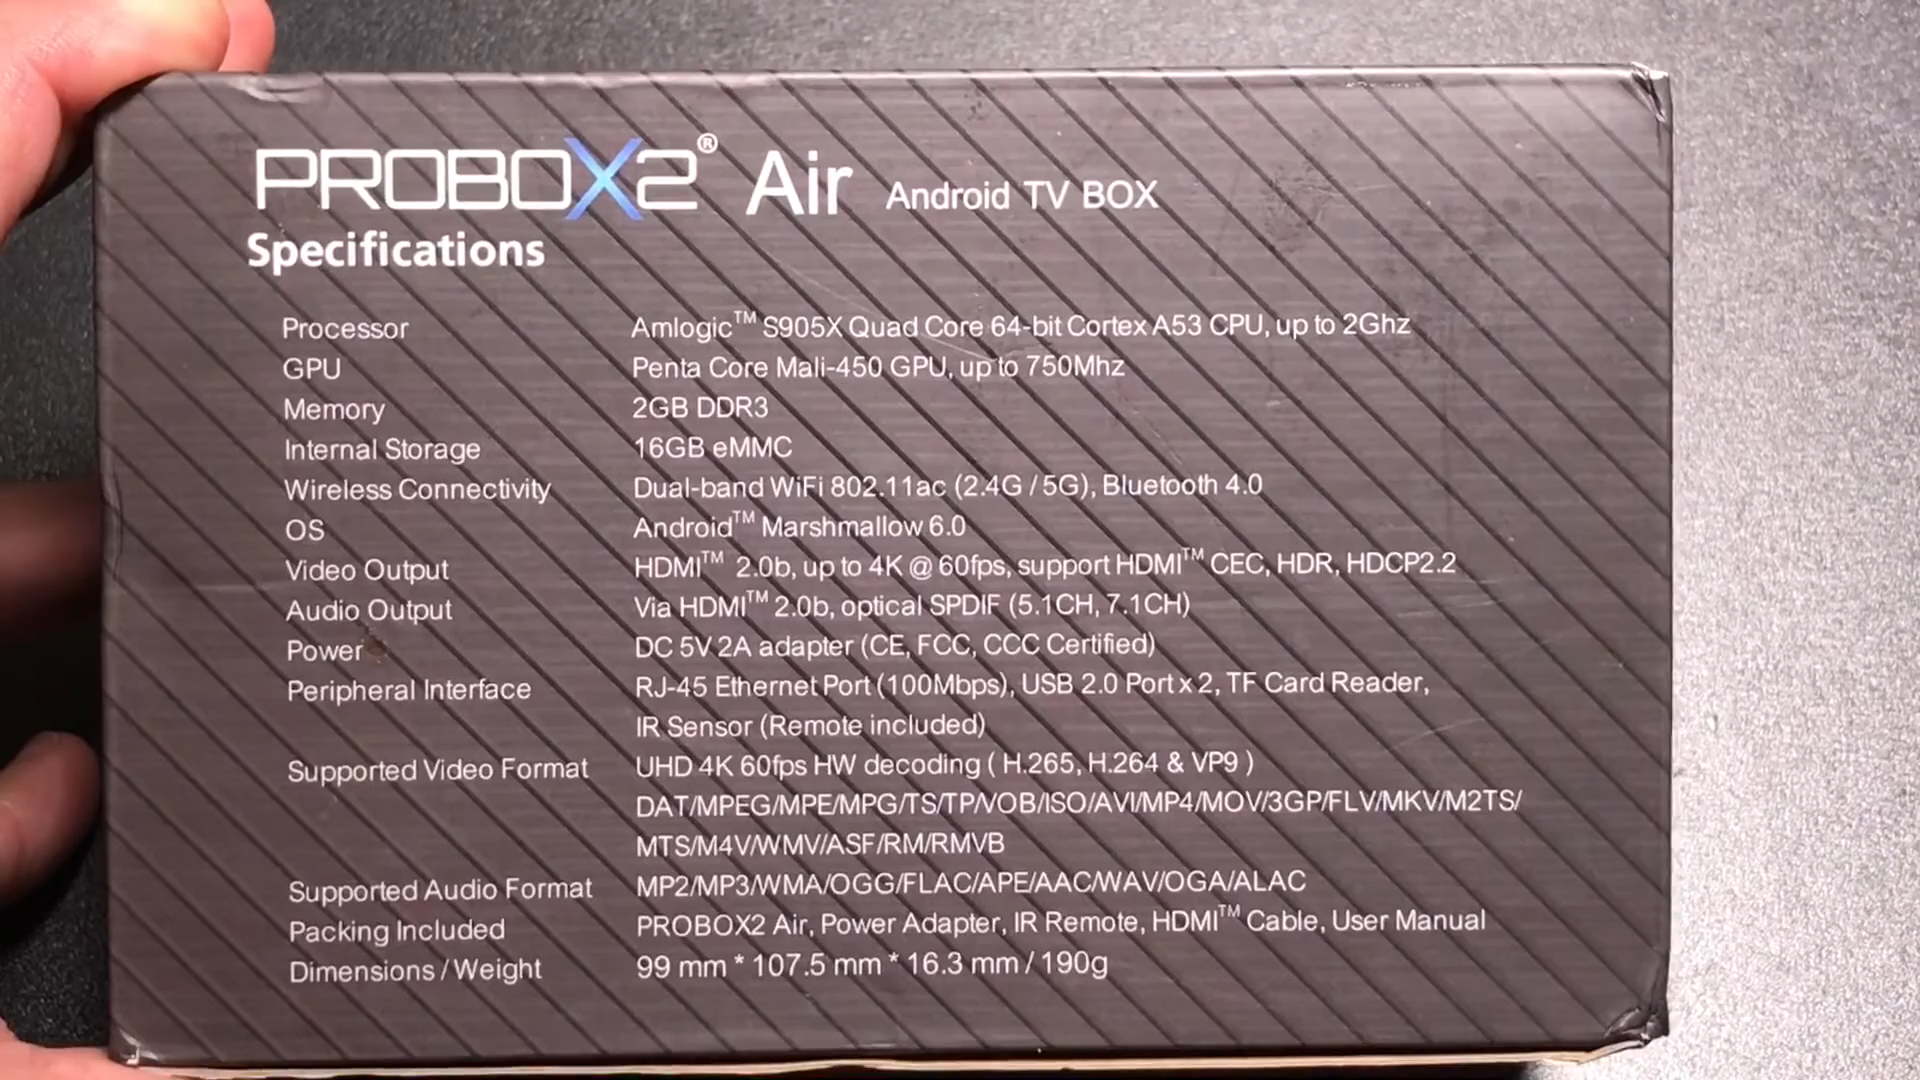 PROBOX2® Air Android TV BOX
Specifications
Processor Amlogic™ S905X Quad Core 64-bit Cortex A53 CPU, up to 2Ghz
GPU Penta Core Mali-450 GPU, up to 750Mhz
Memory 2GB DDR3
Internal Storage 16GB eMMC
Wireless Connectivity Dual-band WiFi 802.11ac (2.4G / 5G), Bluetooth 4.0
OS Android™ Marshmallow 6.0
Video Output HDMI™ 2.0b, up to 4K @ 60fps, support HDMI™ CEC, HDR, HDCP2.2
Audio Output Via HDMI™ 2.0b, optical SPDIF (5.1CH, 7.1CH)
Power DC 5V 2A adapter (CE, FCC, CCC Certified)
Peripheral Interface RJ-45 Ethernet Port (100Mbps), USB 2.0 Port x 2, TF Card Reader,
IR Sensor (Remote included)
Supported Video Format UHD 4K 60fps HW decoding ( H.265, H.264 & VP9 )
DAT/MPEG/MPE/MPG/TS/TP/VOB/ISO/AVI/MP4/MOV/3GP/FLV/MKV/M2TS/
MTS/M4V/WMV/ASF/RM/RMVB
Supported Audio Format MP2/MP3/WMA/OGG/FLAC/APE/AAC/WAV/OGA/ALAC
Packing Included PROBOX2 Air, Power Adapter, IR Remote, HDMI™ Cable, User Manual
Dimensions / Weight 99 mm * 107.5 mm * 16.3 mm / 190g